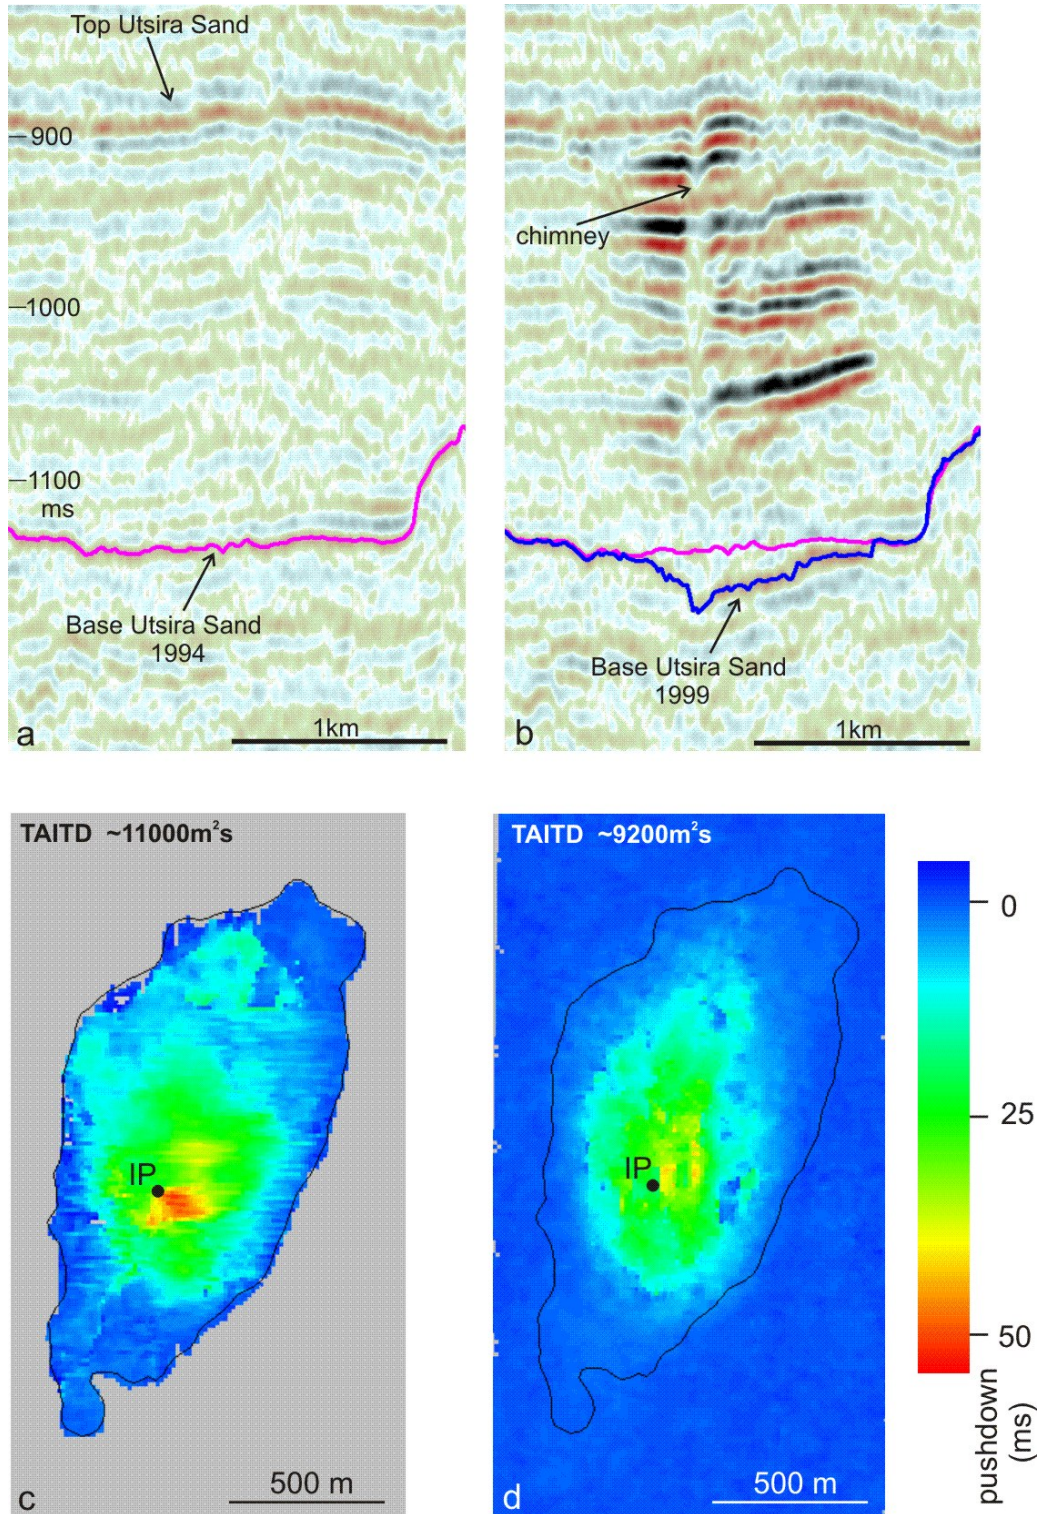 Top Utsira Sand
900
chimney
1000
1100
ms
Base Utsira Sand
1994
Base Utsira Sand
1999
a
1km
b
1km
TAITD ~11000m²s
TAITD ~9200m²s
0
25
50
IP
IP
pushdown
(ms)
c
500 m
d
500 m